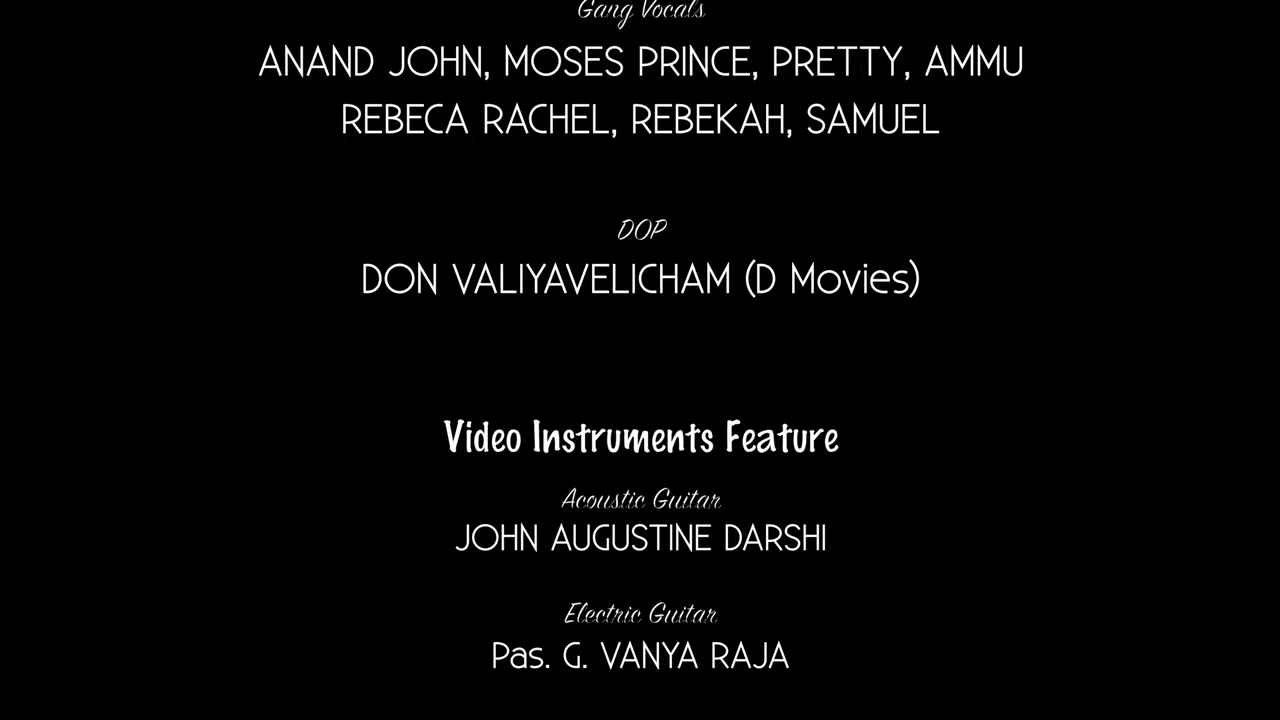 Gang Vocals
ANAND JOHN, MOSES PRINCE, PRETTY, AMMU
REBECA RACHEL, REBEKAH, SAMUEL
DOP
DON VALIYAVELICHAM (D Movies)
Video Instruments Feature
Acoustic Guitar
JOHN AUGUSTINE DARSHI
Electric Guitar
Pas. G. VANYA RAJA